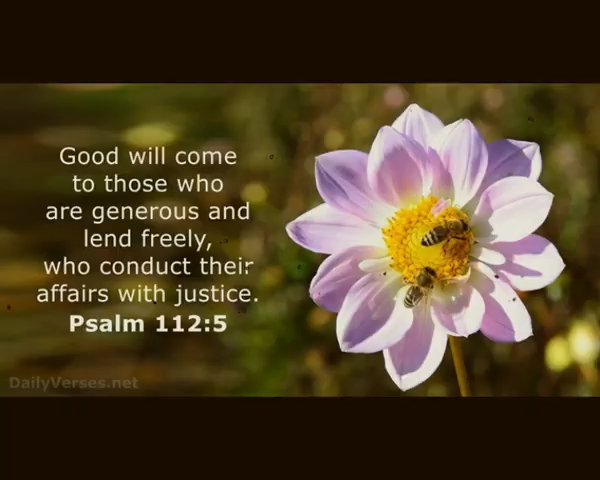 Good will come
to those who
are generous and
lend freely,
who conduct their
affairs with justice.
Psalm 112:5
DailyVerses.net